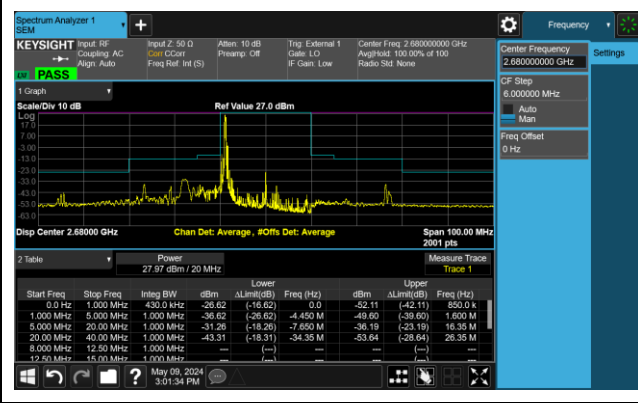 Spectrum Analyzer 1
SEM
+
Frequency
KEYSIGHT
Input: RF
Coupling: AC
Align: Auto
Input Z: 50 Ω
Corr CCorr
Freq Ref: Int (S)
Atten: 10 dB
Preamp: Off
Trig: External 1
Gate: LO
IF Gain: Low
Center Freq: 2.680000000 GHz
Avg|Hold: 100.00% of 100
Radio Std: None
PASS
Center Frequency
2.680000000 GHz
Settings
CF Step
6.000000 MHz
Auto
Man
Freq Offset
0 Hz
1 Graph
Scale/Div 10 dB
Ref Value 27.0 dBm
Log
17.0
7.00
-3.00
-13.0
-23.0
-33.0
-43.0
-53.0
-63.0
Disp Center 2.68000 GHz
Chan Det: Average , #Offs Det: Average
Span 100.00 MHz
2001 pts
2 Table
Power
27.97 dBm / 20 MHz
Measure Trace
Trace 1
Lower Upper
Start Freq Stop Freq Integ BW dBm ΔLimit(dB) Freq (Hz) dBm ΔLimit(dB) Freq (Hz)
0.0 Hz 1.000 MHz 430.0 kHz -26.62 (-16.62) 0.0 -52.11 (-42.11) 850.0 k
1.000 MHz 5.000 MHz 1.000 MHz -36.62 (-26.62) -4.450 M -49.60 (-39.60) 1.600 M
5.000 MHz 20.00 MHz 1.000 MHz -31.26 (-18.26) -7.650 M -36.19 (-23.19) 16.35 M
20.00 MHz 40.00 MHz 1.000 MHz -43.31 (-18.31) -34.35 M -53.64 (-28.64) 26.35 M
8.000 MHz 12.50 MHz 1.000 MHz --- (---) --- --- (---) ---
12.50 MHz 15.00 MHz 1.000 MHz --- (---) --- --- (---) ---
?
May 09, 2024
3:01:34 PM